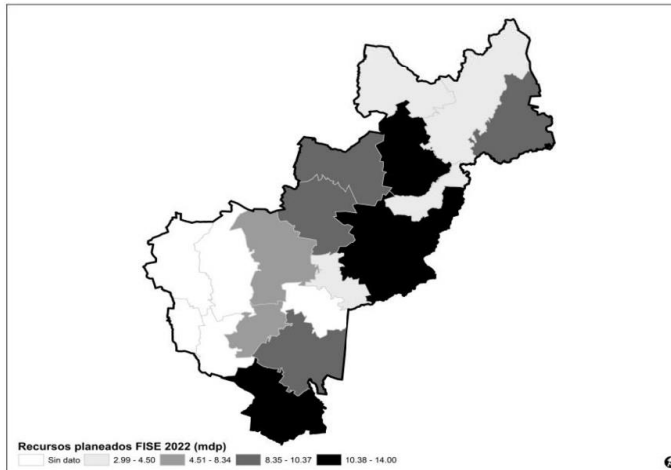 Recursos planeados FISE 2022 (mdp)
Sin dato 2.99 - 4.50 4.51 - 8.34 8.35 - 10.37 10.38 - 14.00